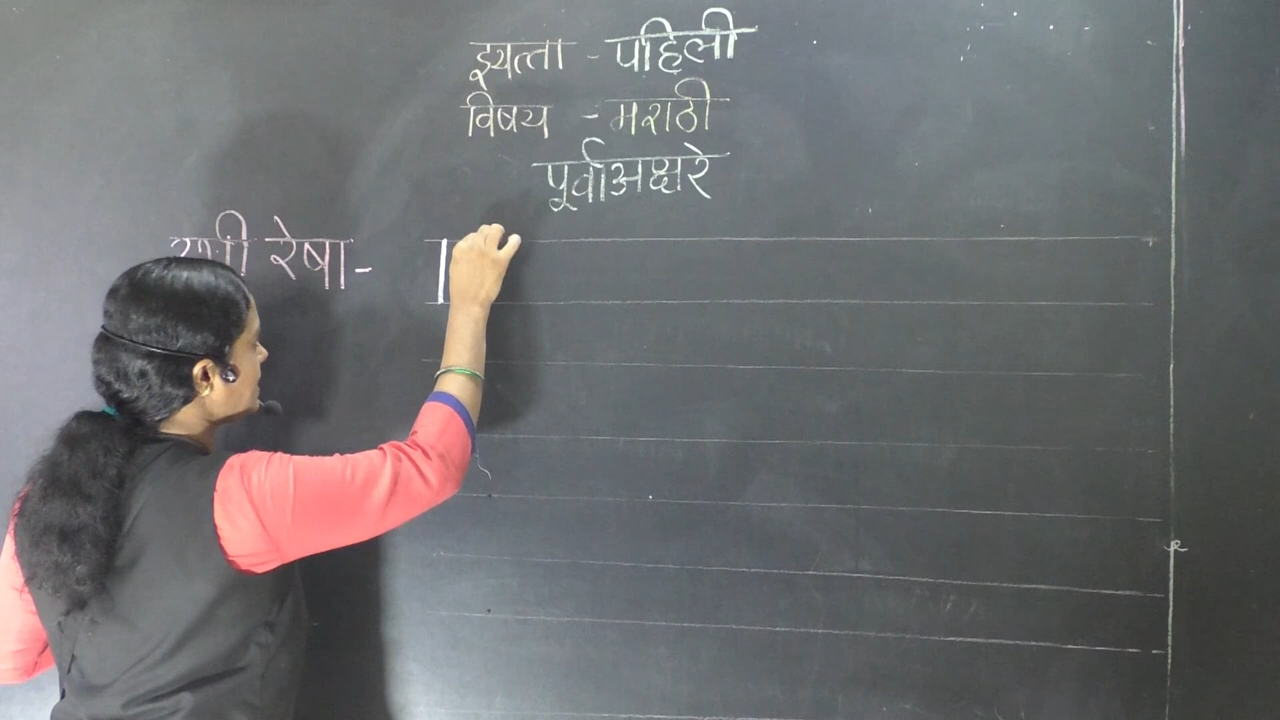 इयत्ता - पहिली
विषय - मराठी
पूर्वाअक्षरे
रेषा -